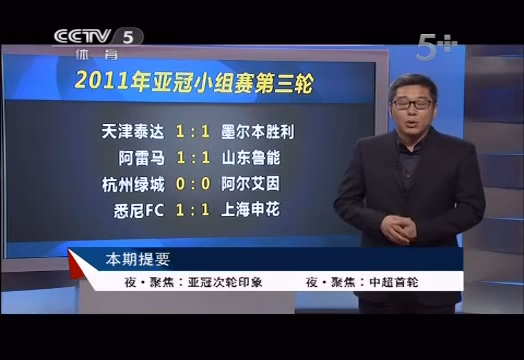 CCTV 5
体育
5+
2011年亚冠小组赛第三轮
天津泰达 1:1 墨尔本胜利
阿雷马 1:1 山东鲁能
杭州绿城 0:0 阿尔艾因
悉尼FC 1:1 上海申花
本期提要
夜·聚焦：亚冠次轮印象 夜·聚焦：中超首轮